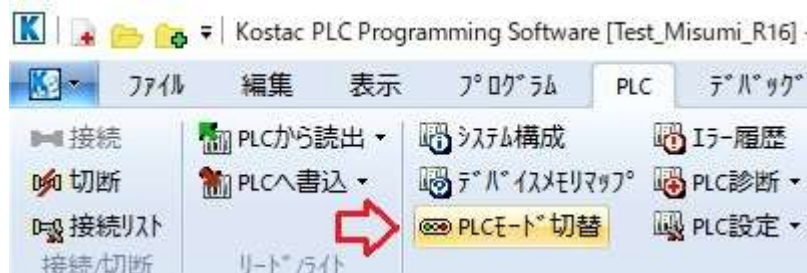 K Kostac PLC Programming Software [Test_Misumi_R16] -
ﾌｧｲﾙ 編集 表示 ﾌﾟﾛｸﾞﾗﾑ PLC ﾃﾞﾊﾞｯｸﾞ
接続 PLCから読出 ｼｽﾃﾑ構成 ｴﾗｰ履歴
切断 PLCへ書込 ﾃﾞﾊﾞｲｽﾒﾓﾘﾏｯﾌﾟ PLC診断
接続ﾘｽﾄ PLCﾓｰﾄﾞ切替 PLC設定
接続/切断 ﾘｰﾄﾞ/ﾗｲﾄ